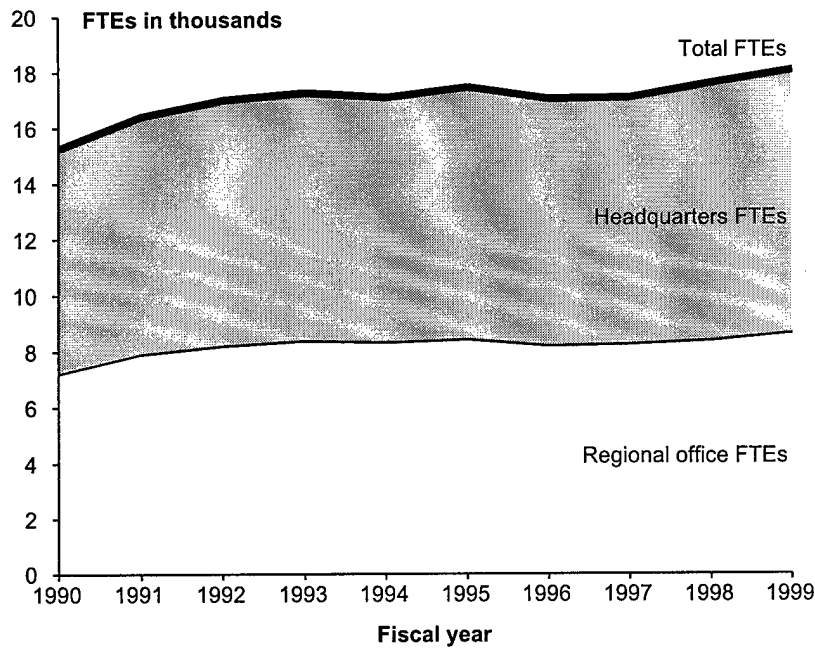 FTEs in thousands
20
18
16
14
12
10
8
6
4
2
0
Total FTEs
Headquarters FTEs
Regional office FTEs
1990 1991 1992 1993 1994 1995 1996 1997 1998 1999
Fiscal year